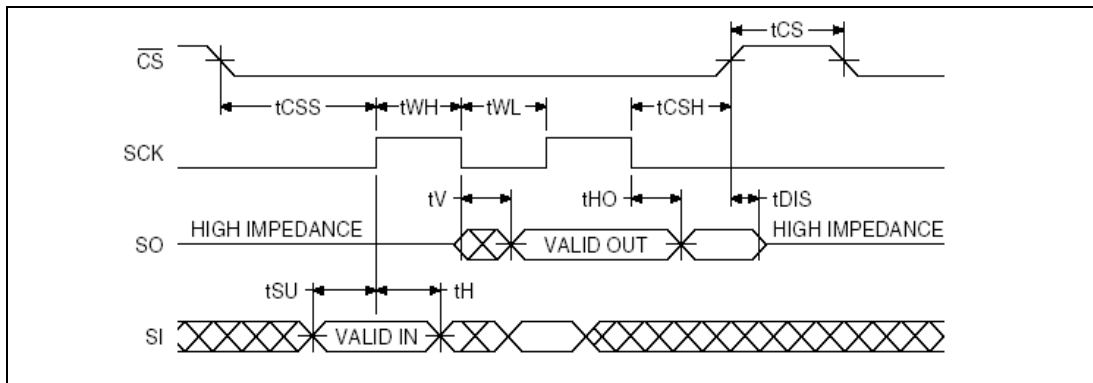 tCS
CS
tCSS tWH tWL tCSH
SCK
tV tHO tDIS
HIGH IMPEDANCE HIGH IMPEDANCE
SO VALID OUT
tSU tH
SI VALID IN